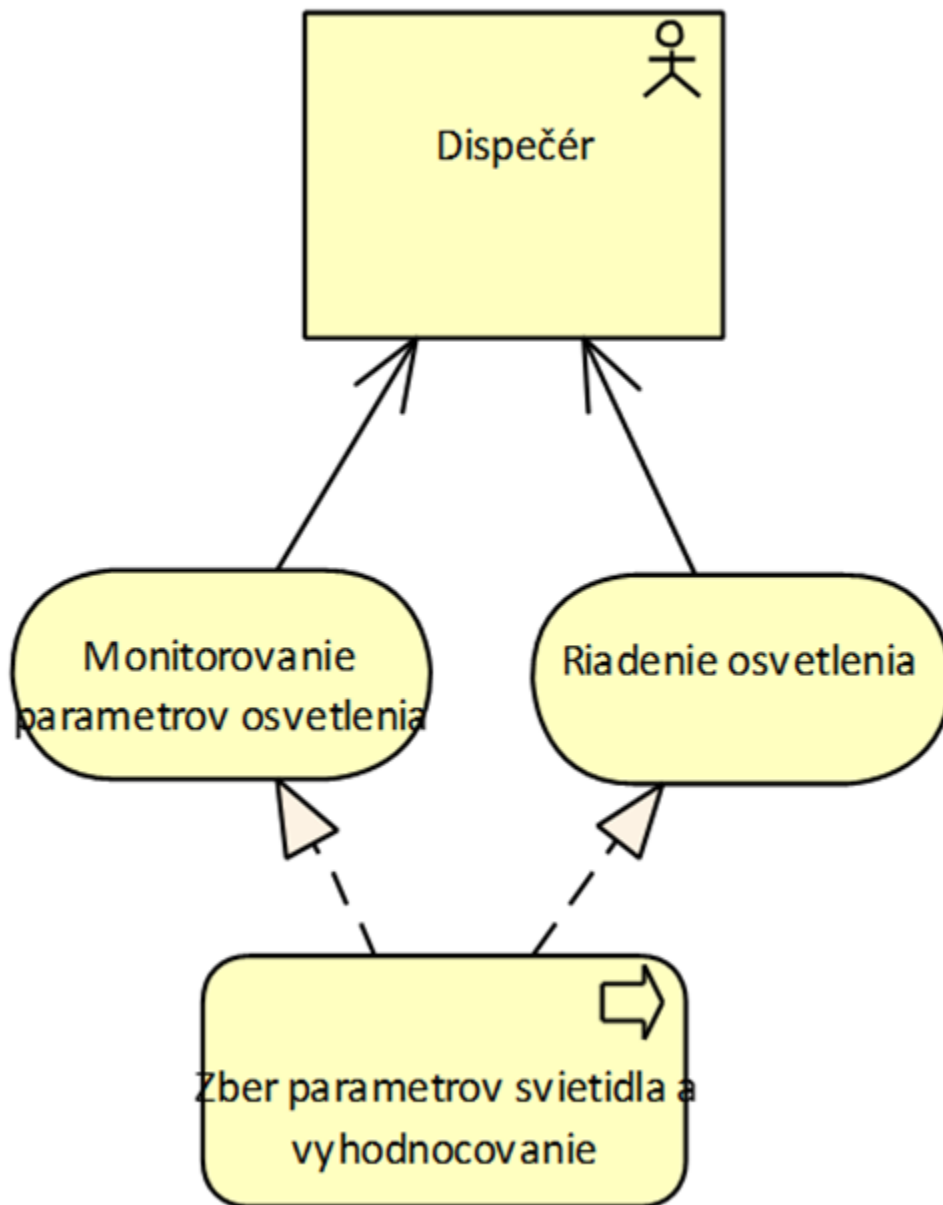 Dispečér
Monitorovanie
parametrov osvetlenia
Riadenie osvetlenia
Zber parametrov svietidla a
vyhodnocovanie